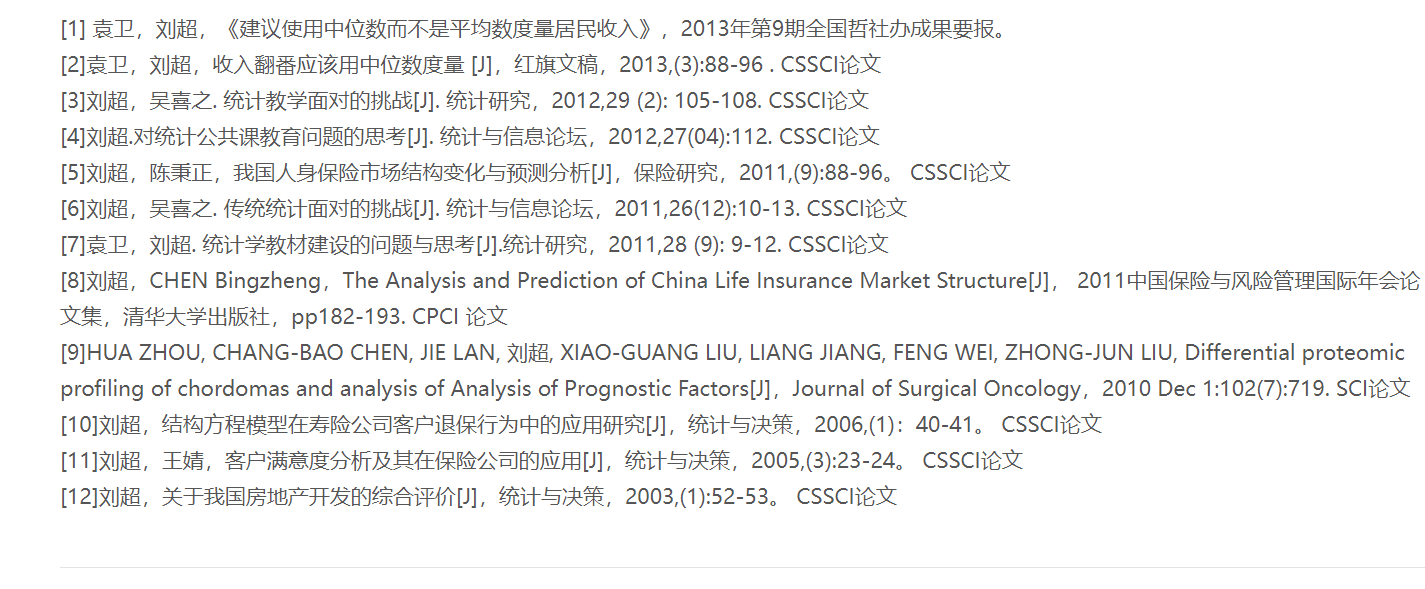 [1] 袁卫，刘超，《建议使用中位数而不是平均数度量居民收入》，2013年第9期全国哲社办成果要报。
[2]袁卫，刘超，收入翻番应该用中位数度量 [J]，红旗文稿，2013,(3):88-96 . CSSCI论文
[3]刘超，吴喜之. 统计教学面对的挑战[J]. 统计研究，2012,29 (2): 105-108. CSSCI论文
[4]刘超.对统计公共课教育问题的思考[J]. 统计与信息论坛，2012,27(04):112. CSSCI论文
[5]刘超，陈秉正，我国人身保险市场结构变化与预测分析[J]，保险研究，2011,(9):88-96。 CSSCI论文
[6]刘超，吴喜之. 传统统计面对的挑战[J]. 统计与信息论坛，2011,26(12):10-13. CSSCI论文
[7]袁卫，刘超. 统计学教材建设的问题与思考[J].统计研究，2011,28 (9): 9-12. CSSCI论文
[8]刘超，CHEN Bingzheng，The Analysis and Prediction of China Life Insurance Market Structure[J]， 2011中国保险与风险管理国际年会论
文集，清华大学出版社，pp182-193. CPCI 论文
[9]HUA ZHOU, CHANG-BAO CHEN, JIE LAN, 刘超, XIAO-GUANG LIU, LIANG JIANG, FENG WEI, ZHONG-JUN LIU, Differential proteomic
profiling of chordomas and analysis of Analysis of Prognostic Factors[J]，Journal of Surgical Oncology，2010 Dec 1:102(7):719. SCI论文
[10]刘超，结构方程模型在寿险公司客户退保行为中的应用研究[J]，统计与决策，2006,(1)：40-41。 CSSCI论文
[11]刘超，王婧，客户满意度分析及其在保险公司的应用[J]，统计与决策，2005,(3):23-24。 CSSCI论文
[12]刘超，关于我国房地产开发的综合评价[J]，统计与决策，2003,(1):52-53。 CSSCI论文